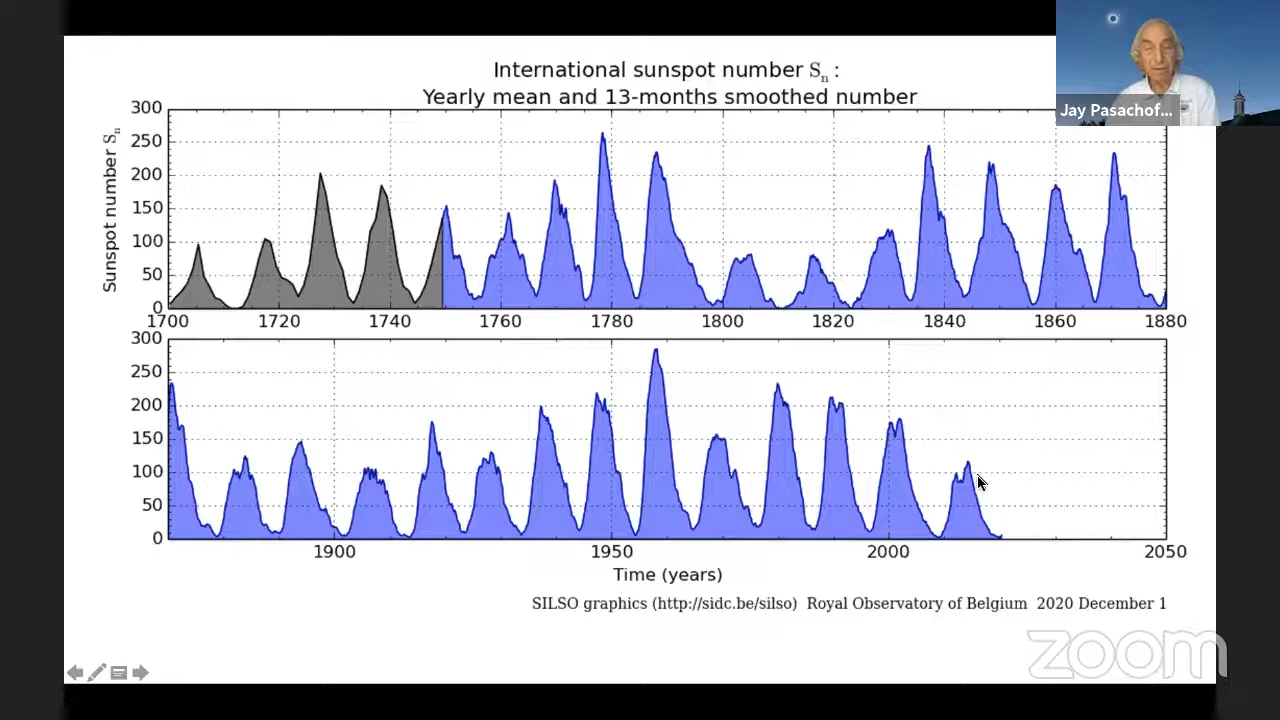 International sunspot number Sn :
Yearly mean and 13-months smoothed number
Jay Pasachof...
Sunspot number Sn
300
250
200
150
100
50
0
1700 1720 1740 1760 1780 1800 1820 1840 1860 1880
300
250
200
150
100
50
0
1900 1950 2000 2050
Time (years)
SILSO graphics (http://sidc.be/silso) Royal Observatory of Belgium 2020 December 1
zoom